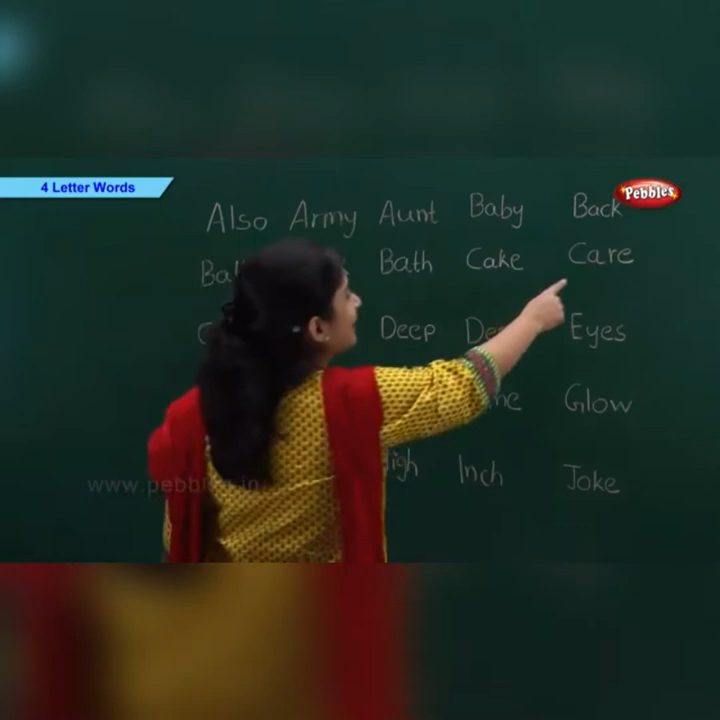 4 Letter Words
Pebbles
Also Army Aunt Baby Back
Bath Cake Care
Deep Eyes
Glow
Inch Joke